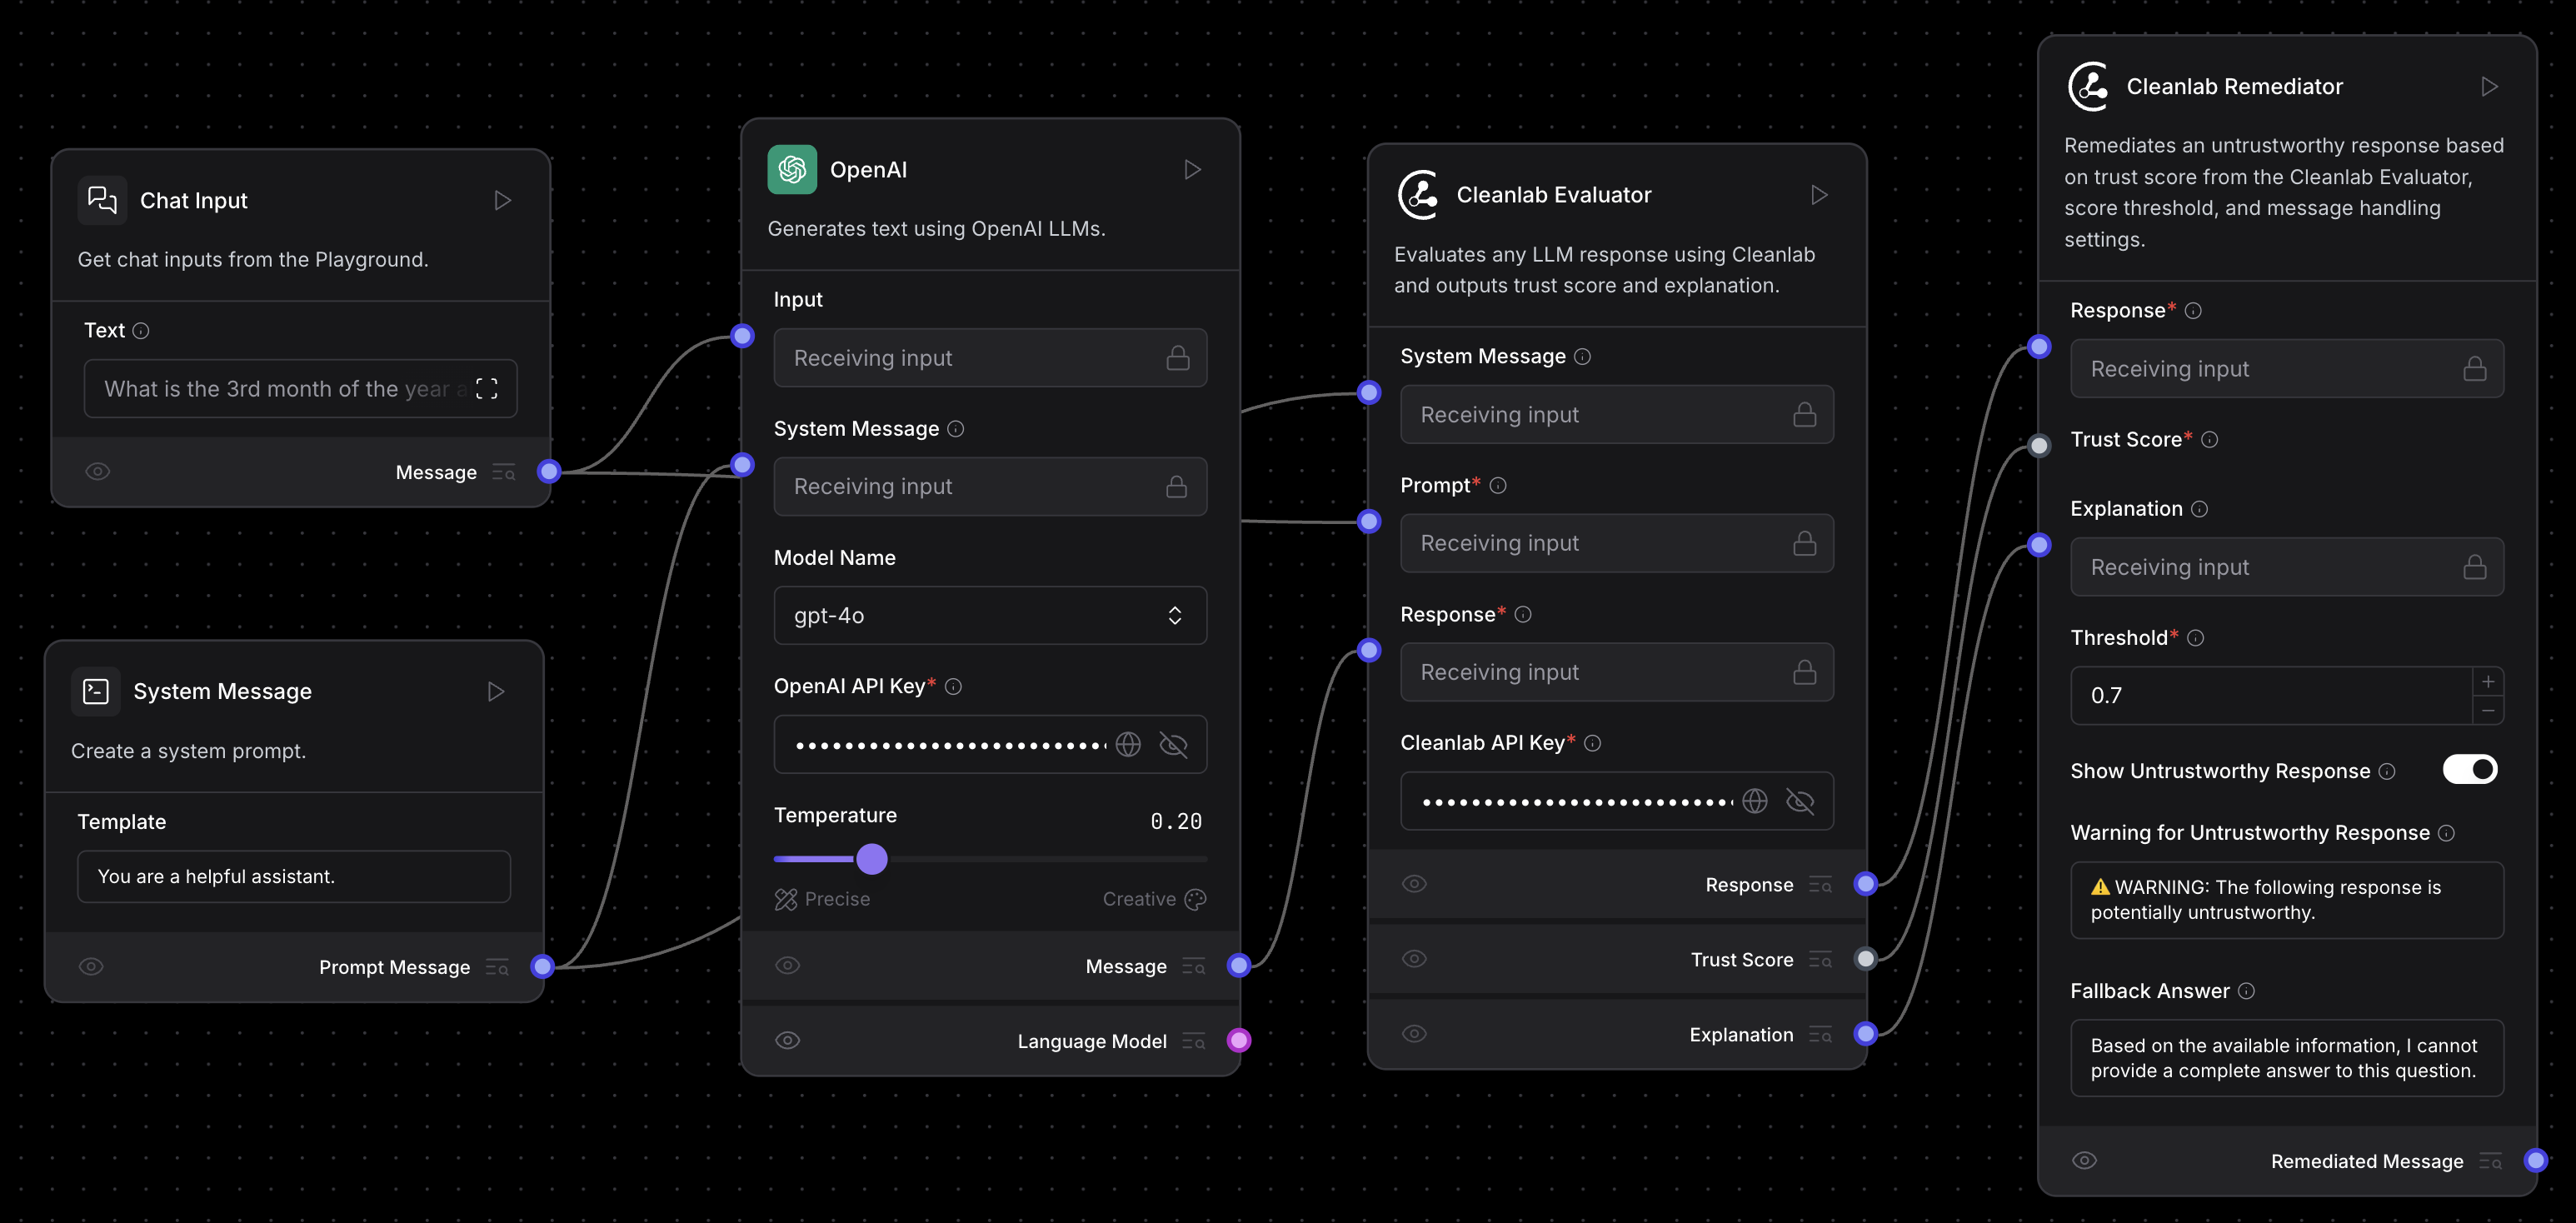 Chat Input
Get chat inputs from the Playground.
Text
What is the 3rd month of the year a
Message
System Message
Create a system prompt.
Template
You are a helpful assistant.
Prompt Message
OpenAI
Generates text using OpenAI LLMs.
Input
Receiving input
System Message
Receiving input
Model Name
gpt-4o
OpenAI API Key*
Temperature
0.20
Precise
Creative
Message
Language Model
Cleanlab Evaluator
Evaluates any LLM response using Cleanlab
and outputs trust score and explanation.
System Message
Receiving input
Prompt*
Receiving input
Response*
Receiving input
Cleanlab API Key*
Response
Trust Score
Explanation
Cleanlab Remediator
Remediates an untrustworthy response based
on trust score from the Cleanlab Evaluator,
score threshold, and message handling
settings.
Response*
Receiving input
Trust Score*
Explanation
Receiving input
Threshold*
0.7
Show Untrustworthy Response
Warning for Untrustworthy Response
⚠️ WARNING: The following response is
potentially untrustworthy.
Fallback Answer
Based on the available information, I cannot
provide a complete answer to this question.
Remediated Message